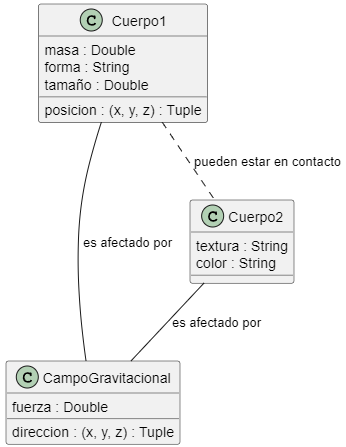 C Cuerpo1
masa : Double
forma : String
tamaño : Double
posicion : (x, y, z) : Tuple
pueden estar en contacto
C Cuerpo2
textura : String
color : String
es afectado por
es afectado por
C CampoGravitacional
fuerza : Double
direccion : (x, y, z) : Tuple